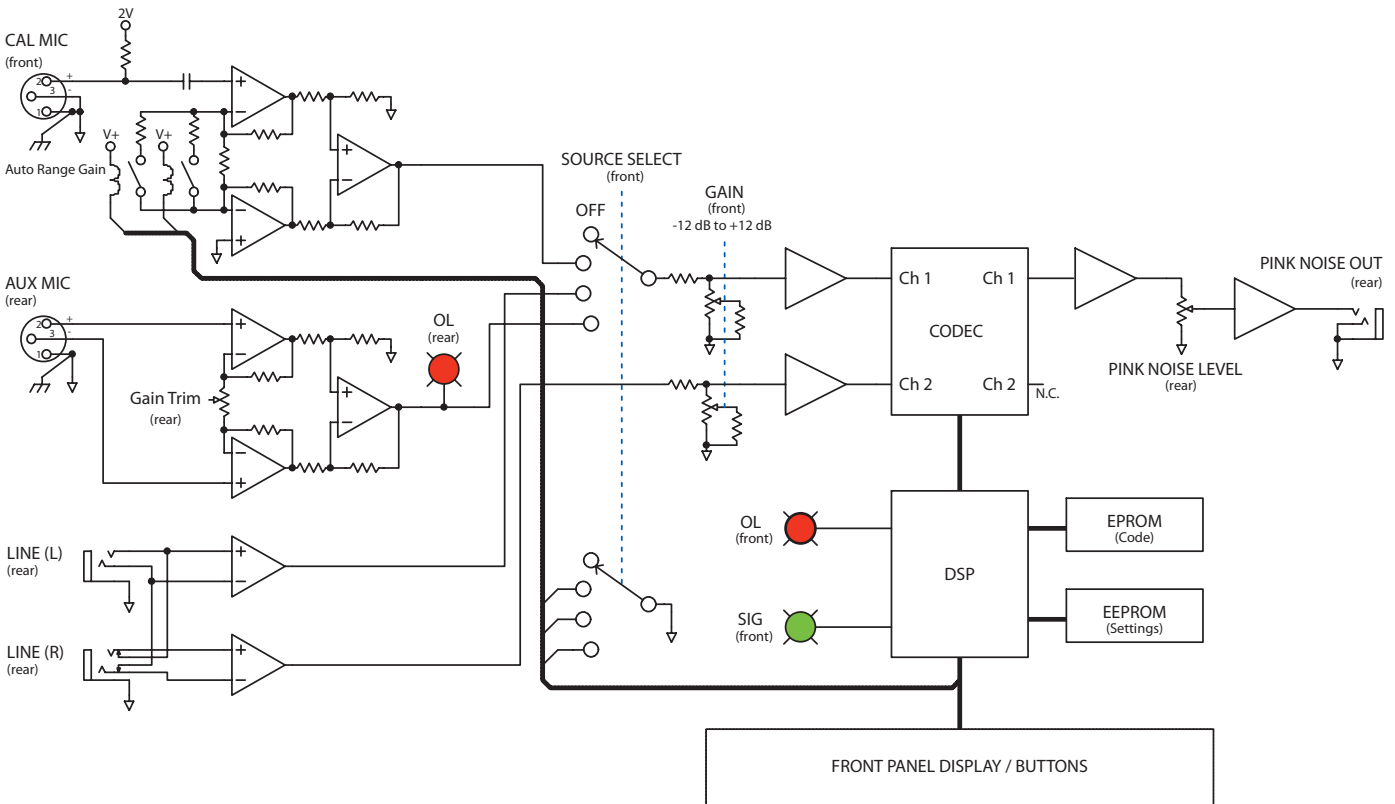 2V
CAL MIC
(front)
2
+
3
-
1
V+
V+
Auto Range Gain
+
−
−
+
+
−
AUX MIC
(rear)
2
+
3
-
1
+
−
−
+
+
−
Gain Trim
(rear)
OL
(rear)
LINE (L)
(rear)
+
−
LINE (R)
(rear)
+
−
SOURCE SELECT
(front)
OFF
GAIN
(front)
-12 dB to +12 dB
Ch 1
Ch 1
CODEC
Ch 2
Ch 2
N.C.
PINK NOISE OUT
(rear)
PINK NOISE LEVEL
(rear)
OL
(front)
SIG
(front)
DSP
EPROM
(Code)
EEPROM
(Settings)
FRONT PANEL DISPLAY / BUTTONS